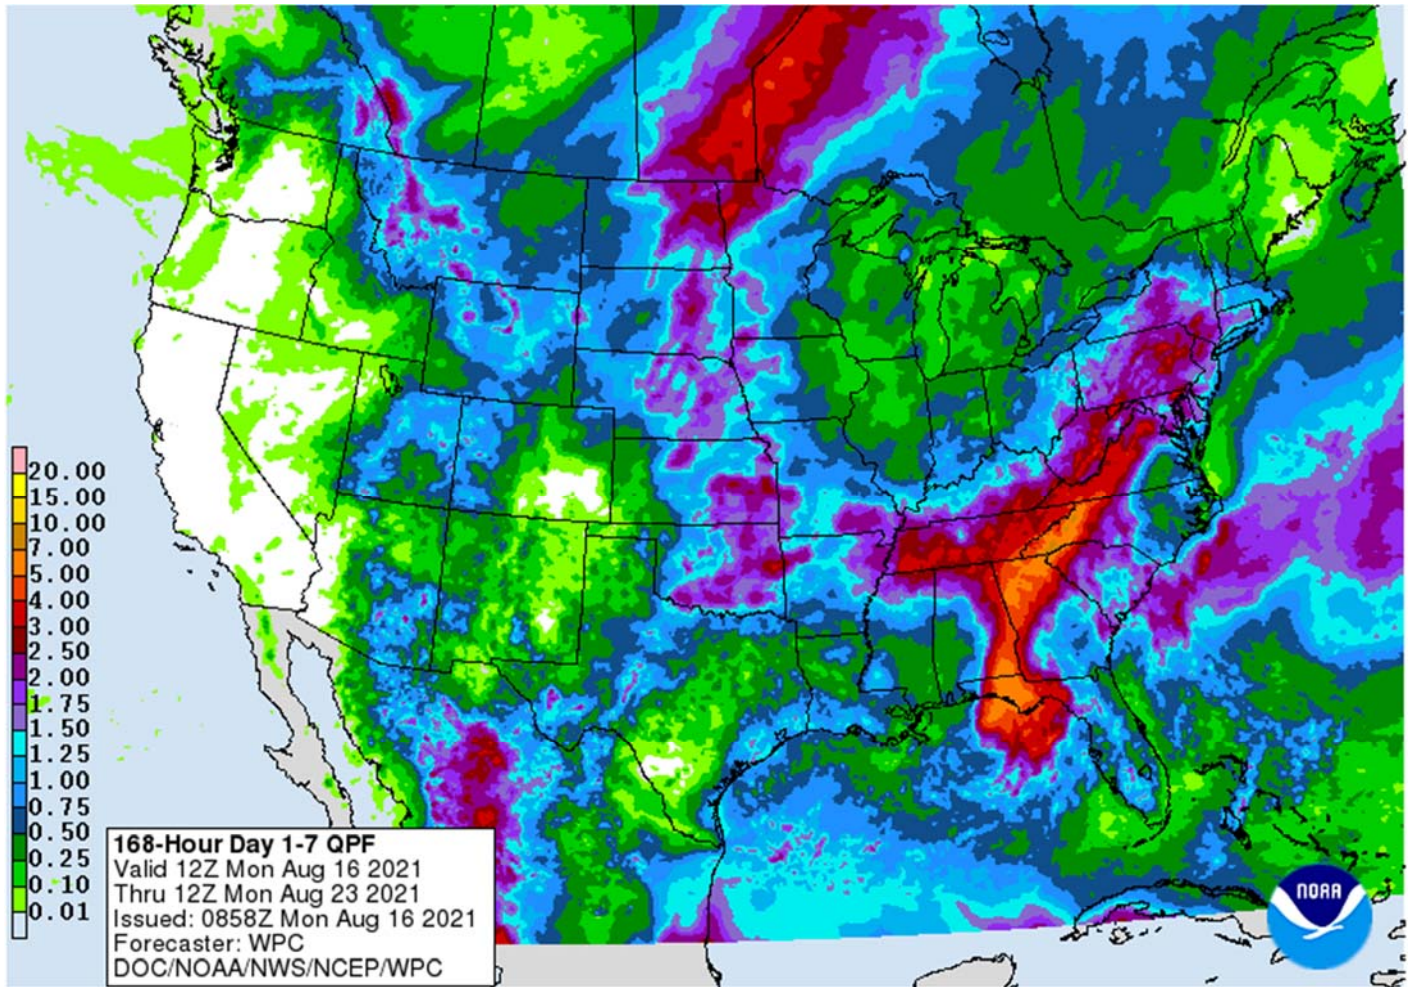 20.00
15.00
10.00
7.00
5.00
4.00
3.00
2.50
2.00
1.75
1.50
1.25
1.00
0.75
0.50
0.25
0.10
0.01
168-Hour Day 1-7 QPF
Valid 12Z Mon Aug 16 2021
Thru 12Z Mon Aug 23 2021
Issued: 0858Z Mon Aug 16 2021
Forecaster: WPC
DOC/NOAA/NWS/NCEP/WPC
NOAA